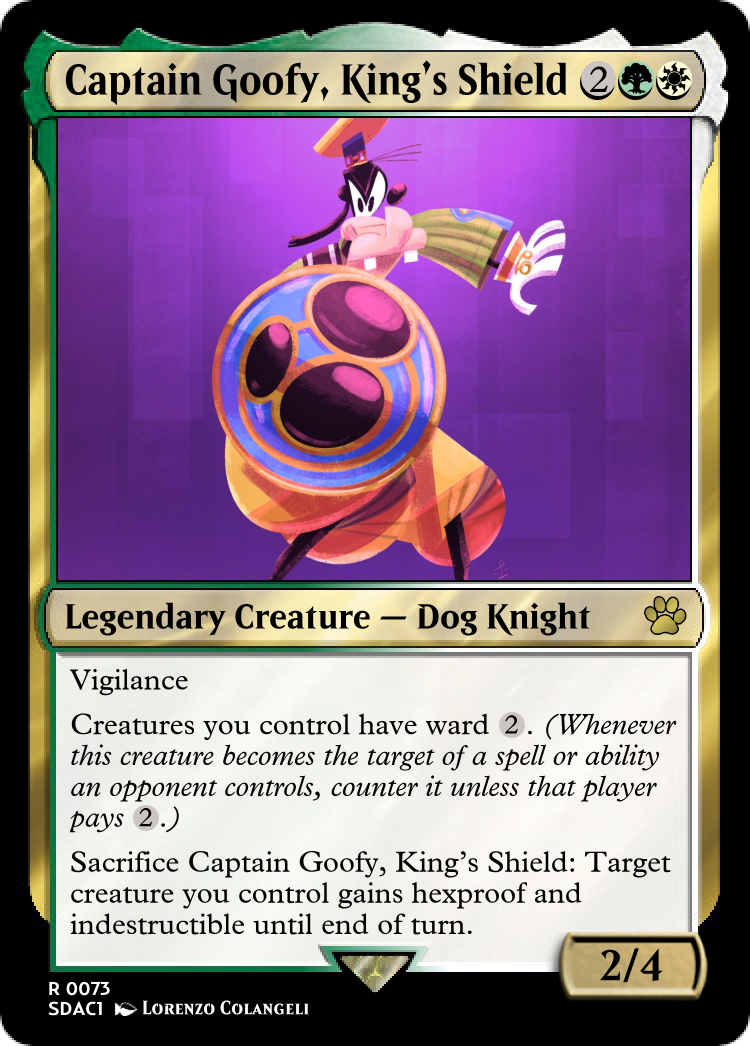 Captain Goofy, King's Shield 2
Legendary Creature — Dog Knight
Vigilance
Creatures you control have ward 2. (Whenever
this creature becomes the target of a spell or ability
an opponent controls, counter it unless that player
pays 2.)
Sacrifice Captain Goofy, King's Shield: Target
creature you control gains hexproof and
indestructible until end of turn.
2/4
R 0073
SDAC1 Lorenzo Colangeli